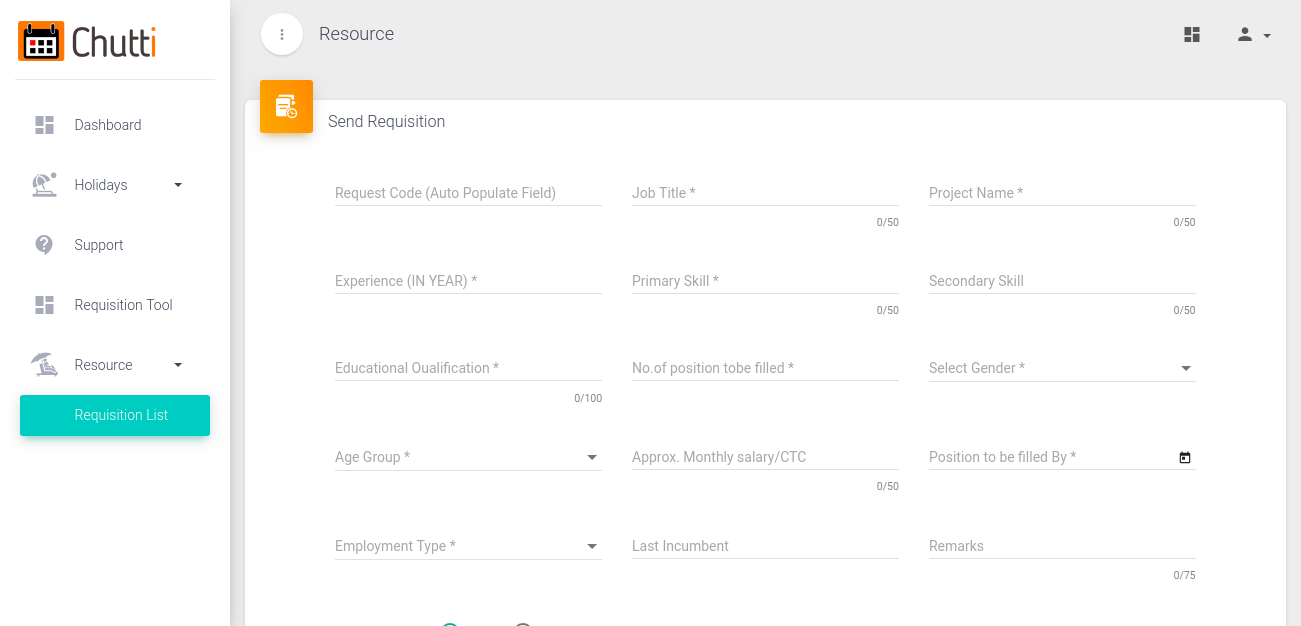 Chutti
Resource
Dashboard
Holidays
Support
Requisition Tool
Resource
Requisition List
Send Requisition
Request Code (Auto Populate Field)
Job Title *
0/50
Project Name *
0/50
Experience (IN YEAR) *
Primary Skill *
0/50
Secondary Skill
0/50
Educational Oualification *
0/100
No.of position tobe filled *
Select Gender *
Age Group *
Approx. Monthly salary/CTC
0/50
Position to be filled By *
Employment Type *
Last Incumbent
Remarks
0/75